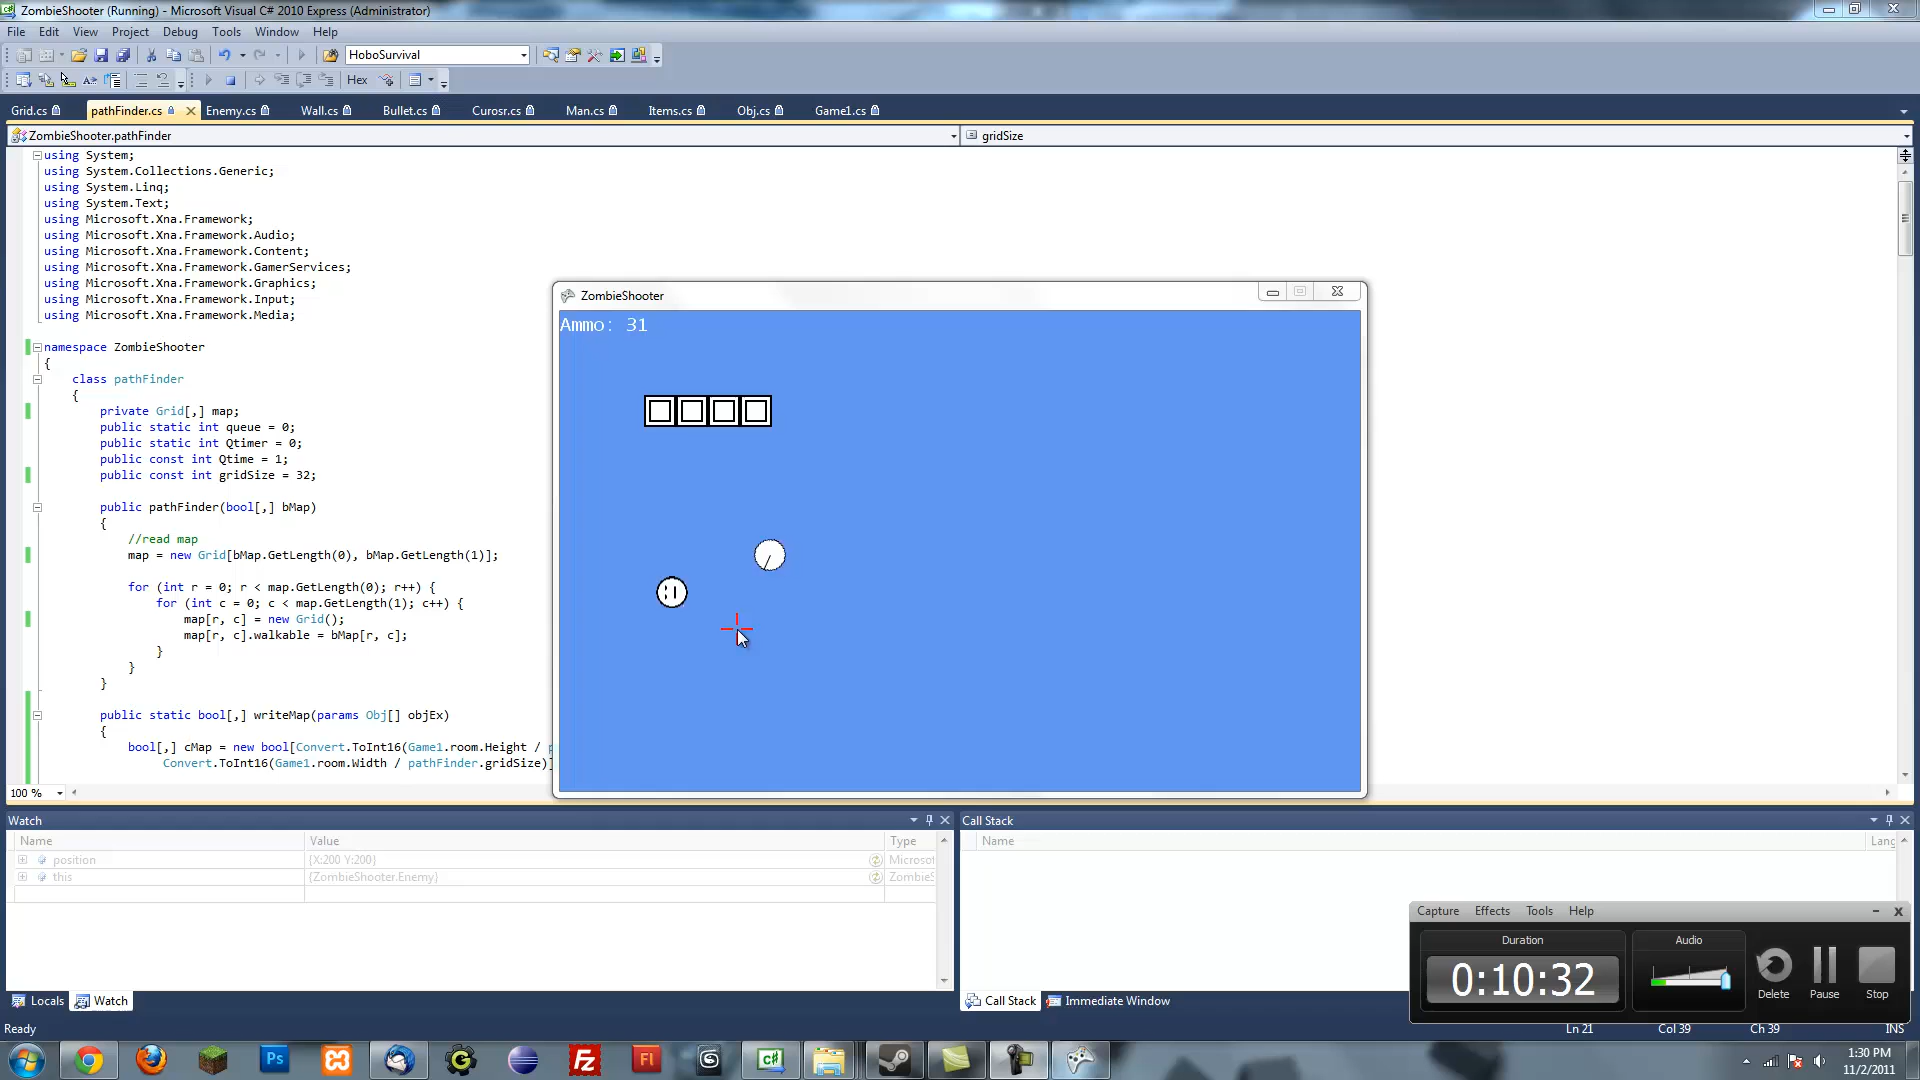 ZombieShooter (Running) - Microsoft Visual C# 2010 Express (Administrator)
File Edit View Project Debug Tools Window Help
HoboSurvival
Hex
Grid.cs pathFinder.cs Enemy.cs Wall.cs Bullet.cs Curosr.cs Man.cs Items.cs Obj.cs Game1.cs
ZombieShooter.pathFinder gridSize
using System;
using System.Collections.Generic;
using System.Linq;
using System.Text;
using Microsoft.Xna.Framework;
using Microsoft.Xna.Framework.Audio;
using Microsoft.Xna.Framework.Content;
using Microsoft.Xna.Framework.GamerServices;
using Microsoft.Xna.Framework.Graphics;
using Microsoft.Xna.Framework.Input;
using Microsoft.Xna.Framework.Media;
namespace ZombieShooter
{
class pathFinder
{
private Grid[,] map;
public static int queue = 0;
public static int Qtimer = 0;
public const int Qtime = 1;
public const int gridSize = 32;
public pathFinder(bool[,] bMap)
{
//read map
map = new Grid[bMap.GetLength(0), bMap.GetLength(1)];
for (int r = 0; r < map.GetLength(0); r++) {
for (int c = 0; c < map.GetLength(1); c++) {
map[r, c] = new Grid();
map[r, c].walkable = bMap[r, c];
}
}
}
public static bool[,] writeMap(params Obj[] objEx)
{
bool[,] cMap = new bool[Convert.ToInt16(Game1.room.Height / p
Convert.ToInt16(Game1.room.Width / pathFinder.gridSize)]
100 %
ZombieShooter
Ammo: 31
Watch
Name Value Type
position {X:200 Y:200} Microsof
this {ZombieShooter.Enemy} ZombieS
Locals Watch
Call Stack
Name Lang
Call Stack Immediate Window
Capture Effects Tools Help
Duration
0:10:32
Audio
Delete Pause Stop
Ready Ln 21 Col 39 Ch 39 INS
Ps
Fz
Fl
C#
1:30 PM
11/2/2011